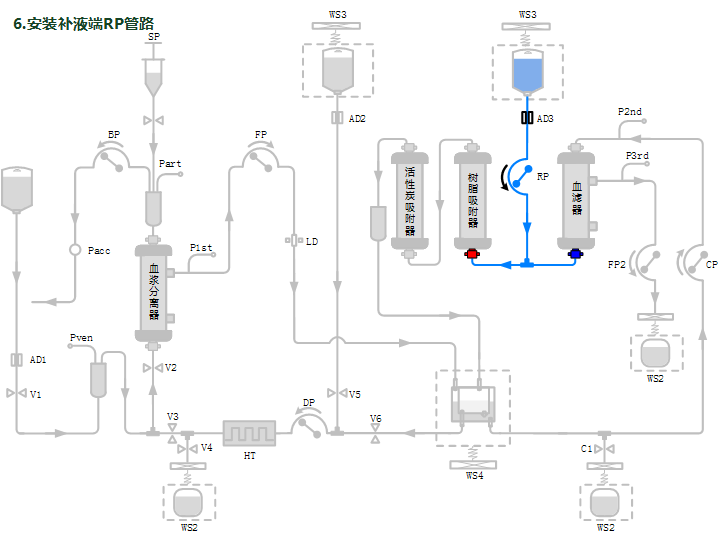 6.安装补液端RP管路
SP
WS3
WS3
BP
FP
AD2
AD3
P2nd
Part
P3rd
活性炭吸附器
树脂吸附器
RP
血滤器
Pacc
P1st
LD
血浆分离器
FP2
CP
Pven
AD1
V2
WS2
V1
DP
V5
V3
V6
V4
HT
C1
WS4
WS2
WS2